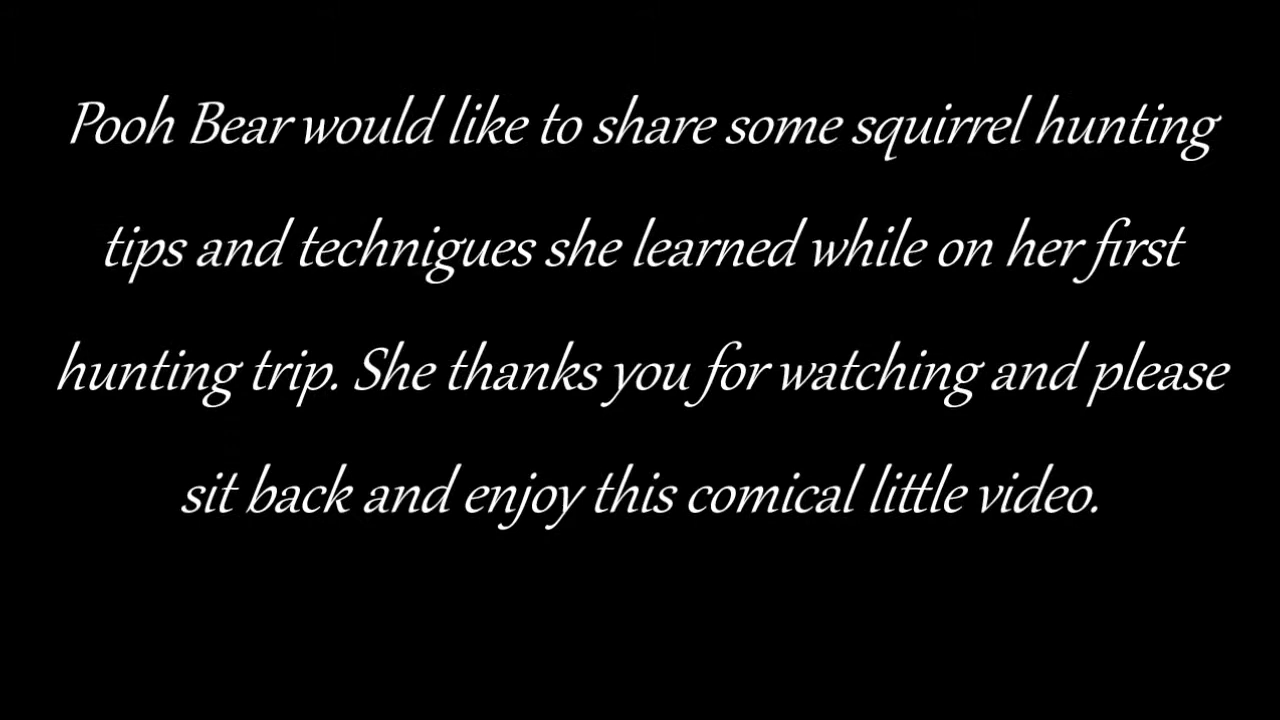 Pooh Bear would like to share some squirrel hunting
tips and technigues she learned while on her first
hunting trip. She thanks you for watching and please
sit back and enjoy this comical little video.